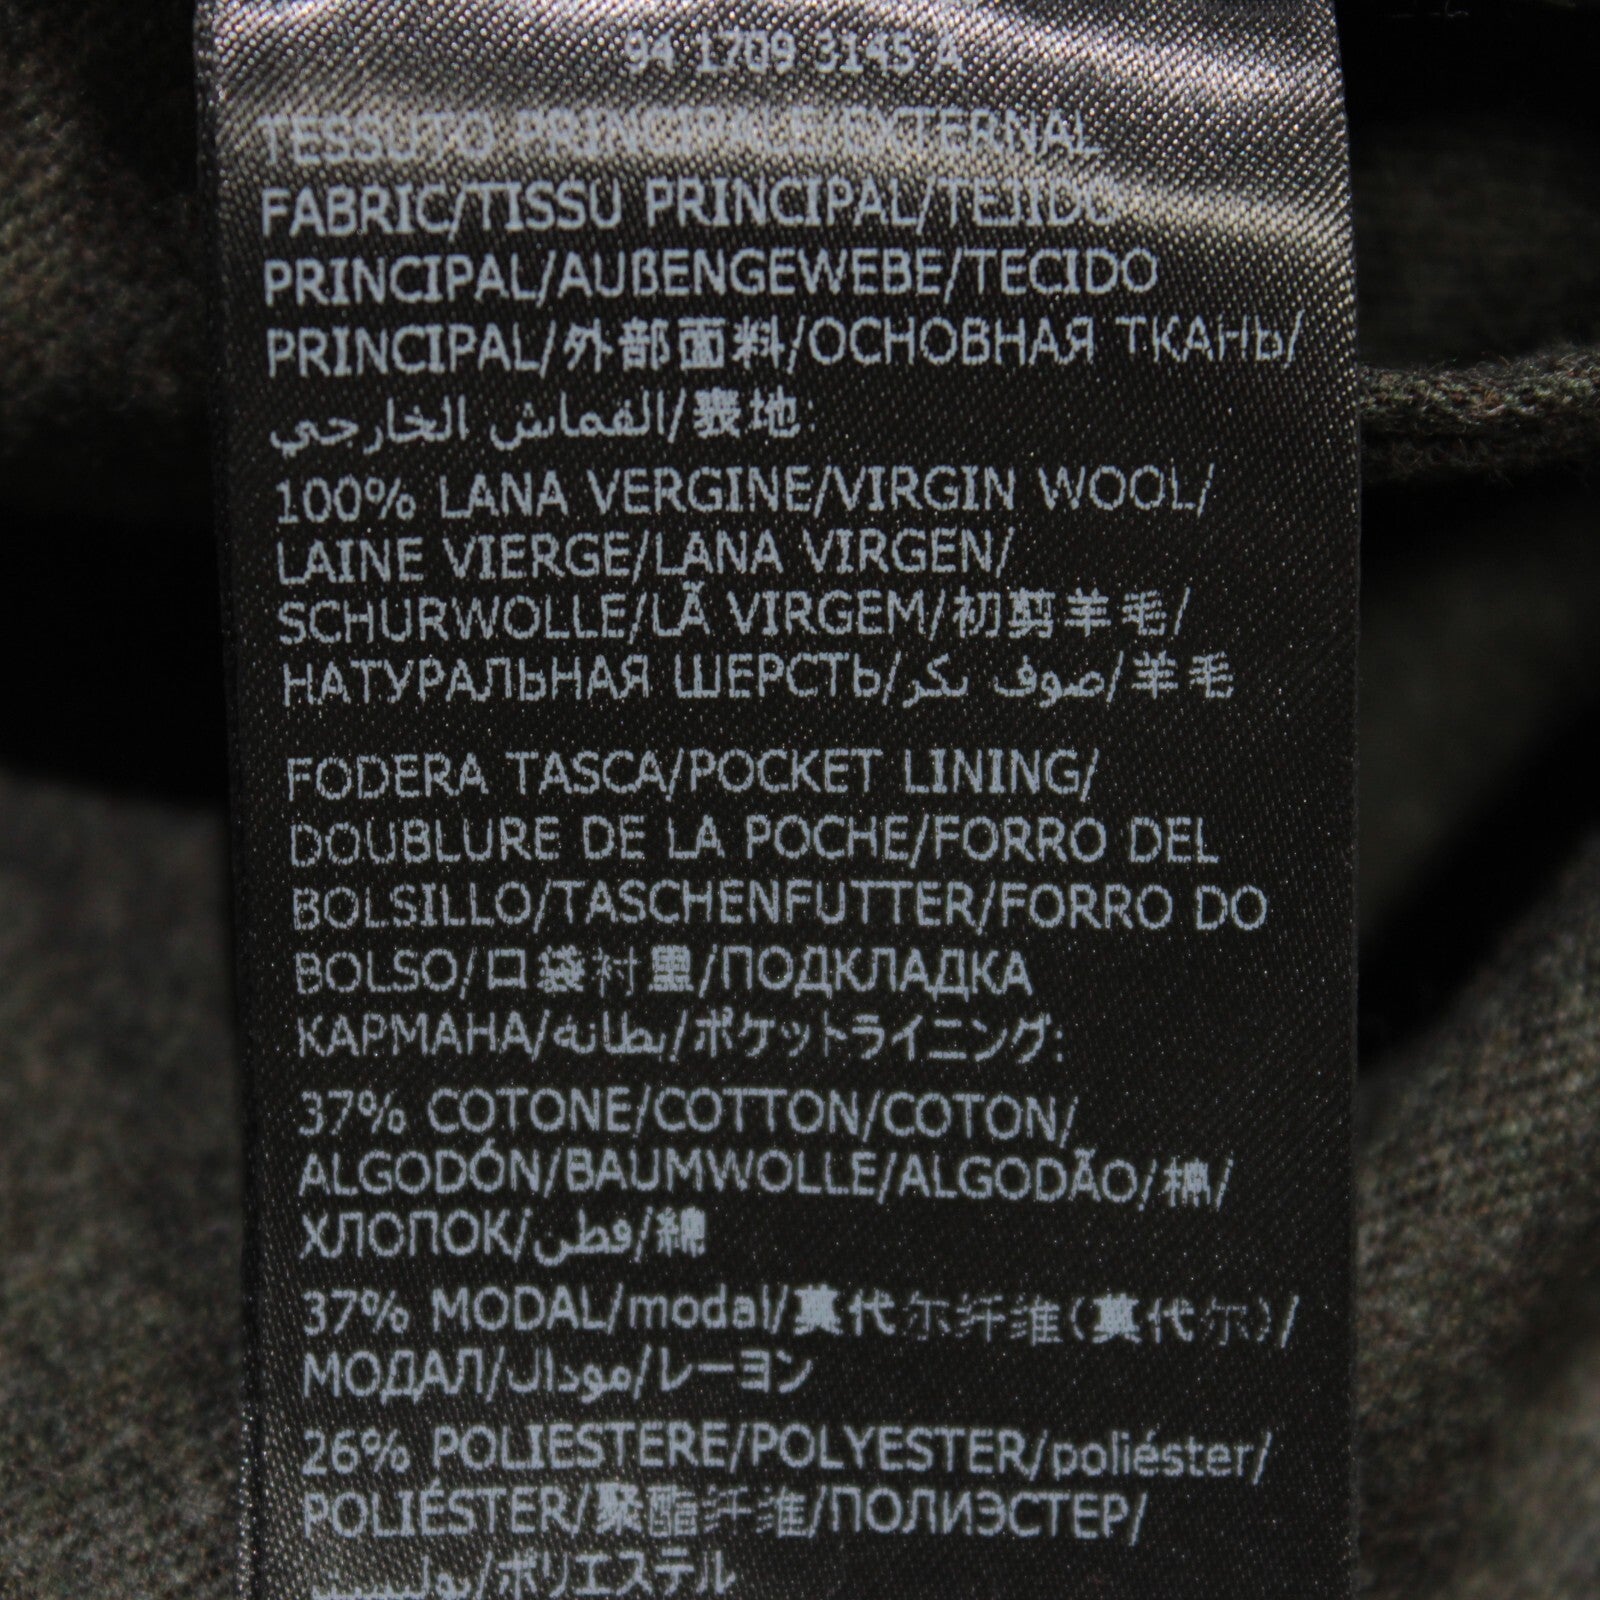 94 1709 3145 A
TESSUTO PRINCIPALE/EXTERNAL
FABRIC/TISSU PRINCIPAL/TEJIDO
PRINCIPAL/AUßENGEWEBE/TECIDO
PRINCIPAL/外部面料/ОСНОВНАЯ ТКАНЬ/
القماش الخارجي/表地:
100% LANA VERGINE/VIRGIN WOOL/
LAINE VIERGE/LANA VIRGEN/
SCHURWOLLE/LÃ VIRGEM/初剪羊毛/
НАТУРАЛЬНАЯ ШЕРСТЬ/صوف بكر/羊毛
FODERA TASCA/POCKET LINING/
DOUBLURE DE LA POCHE/FORRO DEL
BOLSILLO/TASCHENFUTTER/FORRO DO
BOLSO/口袋衬里/ПОДКЛАДКА
КАРМАНА/بطانة/ポケットライニング:
37% COTONE/COTTON/COTON/
ALGODÓN/BAUMWOLLE/ALGODÃO/棉/
ХЛОПОК/قطن/綿
37% MODAL/modal/莫代尔纤维(莫代尔)/
МОДАЛ/مودال/レーヨン
26% POLIESTERE/POLYESTER/poliéster/
POLIÉSTER/聚酯纤维/ПОЛИЭСТЕР/
/ポリエステル